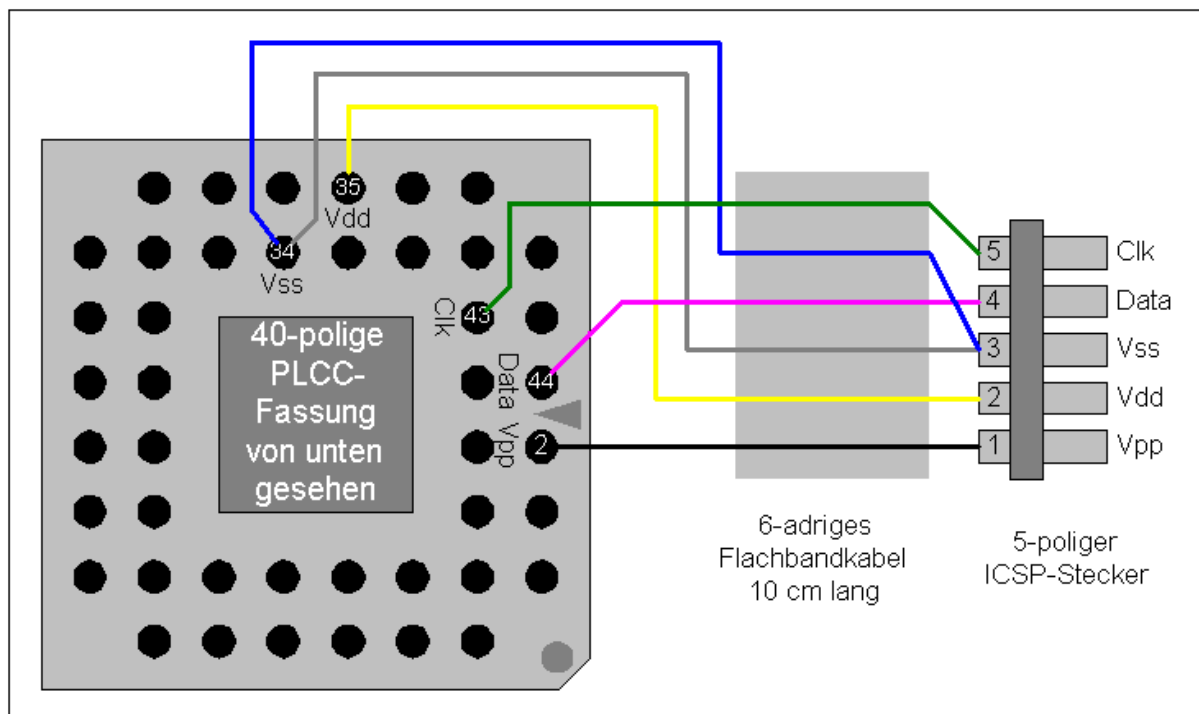 35
Vdd
34
Vss
43
Clk
44
Data
2
Vpp
40-polige
PLCC-
Fassung
von unten
gesehen
6-adriges
Flachbandkabel
10 cm lang
5 Clk
4 Data
3 Vss
2 Vdd
1 Vpp
5-poliger
ICSP-Stecker